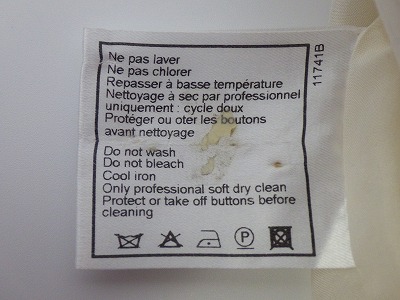 Ne pas laver
Ne pas chlorer
Repasser à basse température
Nettoyage à sec par professionnel
uniquement : cycle doux
Protéger ou oter les boutons
avant nettoyage
Do not wash
Do not bleach
Cool iron
Only professional soft dry clean
Protect or take off buttons before
cleaning
P
11741B